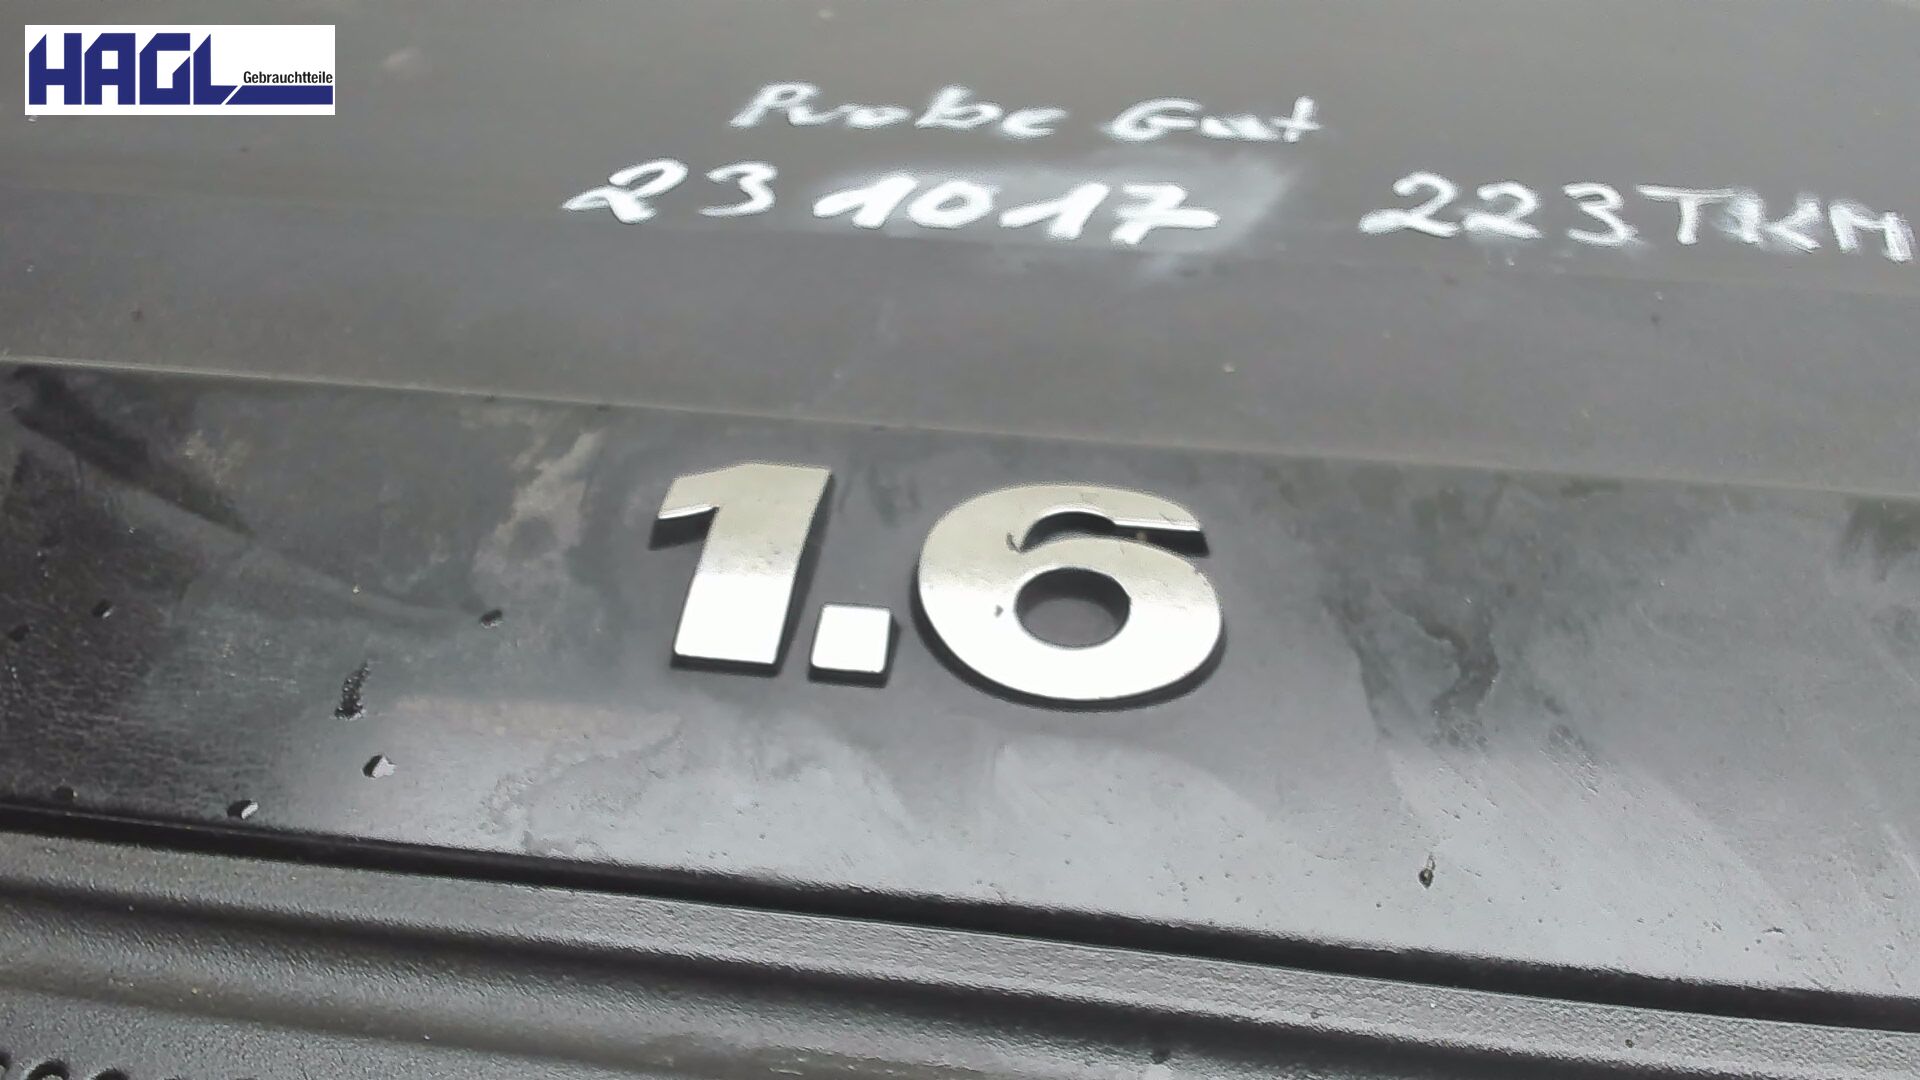 HAGL Gebrauchtteile
Probe Gut
231017 223TKM
1.6